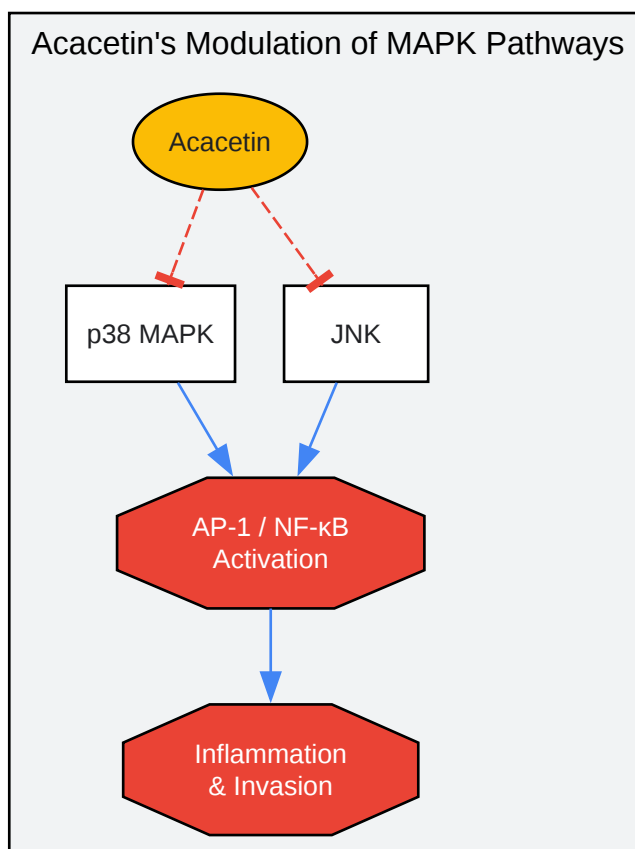 Acacetin's Modulation of MAPK Pathways
Acacetin
p38 MAPK
JNK
AP-1 / NF-κB
Activation
Inflammation
& Invasion